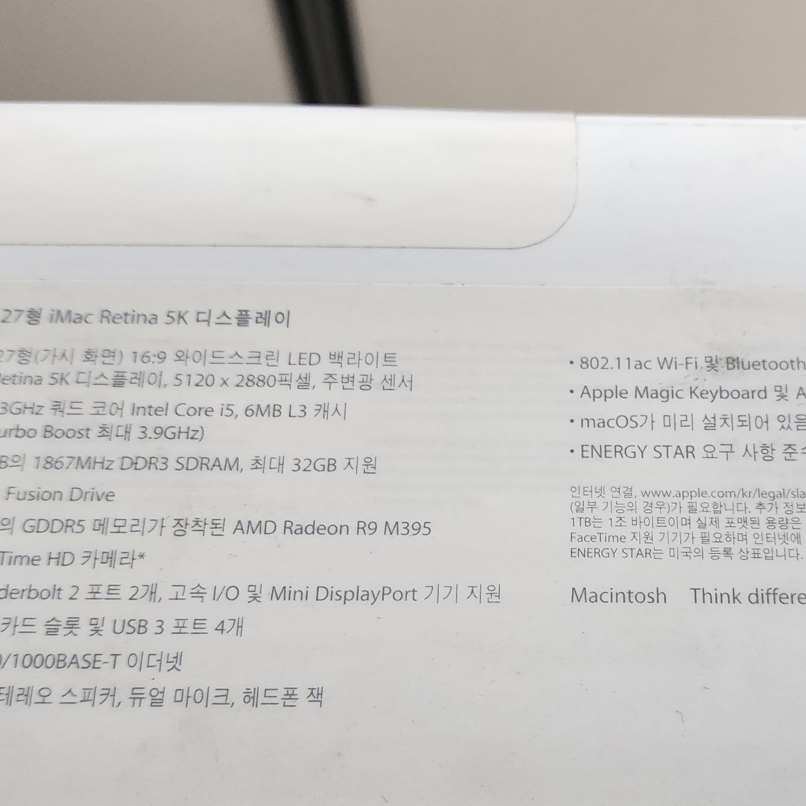 27형 iMac Retina 5K 디스플레이
27형(가시 화면) 16:9 와이드스크린 LED 백라이트
Retina 5K 디스플레이, 5120 x 2880픽셀, 주변광 센서
3GHz 쿼드 코어 Intel Core i5, 6MB L3 캐시
urbo Boost 최대 3.9GHz)
B의 1867MHz DDR3 SDRAM, 최대 32GB 지원
Fusion Drive
의 GDDR5 메모리가 장착된 AMD Radeon R9 M395
Time HD 카메라*
derbolt 2 포트 2개, 고속 I/O 및 Mini DisplayPort 기기 지원
카드 슬롯 및 USB 3 포트 4개
0/1000BASE-T 이더넷
테레오 스피커, 듀얼 마이크, 헤드폰 잭
• 802.11ac Wi-Fi 및 Bluetooth
• Apple Magic Keyboard 및 A
• macOS가 미리 설치되어 있음
• ENERGY STAR 요구 사항 준수
인터넷 연결, www.apple.com/kr/legal/sla
(일부 기능의 경우)가 필요합니다. 추가 정보
1TB는 1조 바이트이며 실제 포맷된 용량은
FaceTime 지원 기기가 필요하며 인터넷에
ENERGY STAR는 미국의 등록 상표입니다.
Macintosh Think differe